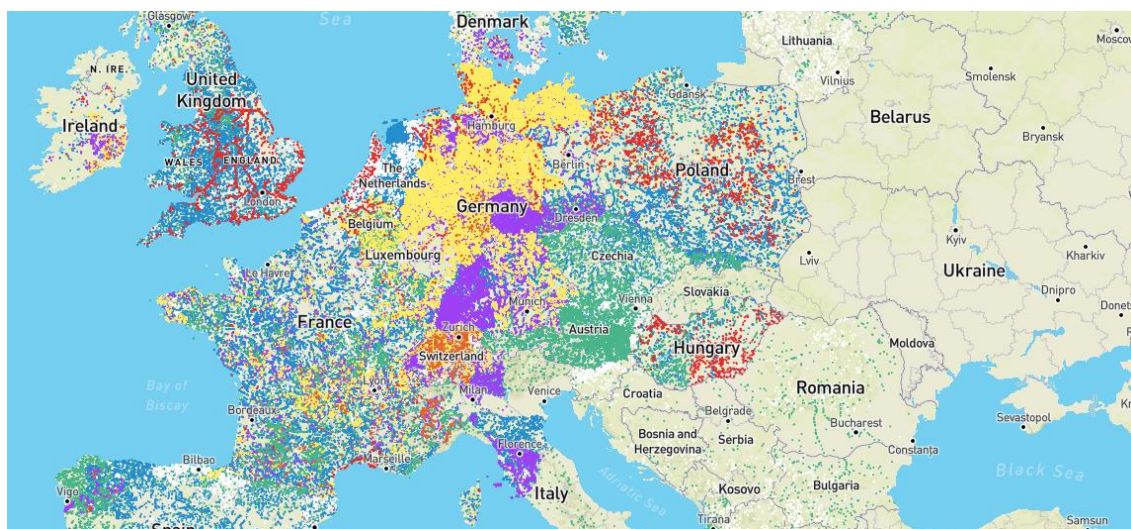 Glasgow
Sea
Denmark
Lithuania
Moscow
N. IRE.
United
Kingdom
Vilnius
Smolensk
Gdansk
Ireland
Hamburg
Belarus
Bryansk
WALES
ENGLAND
The
Netherlands
Berlin
Poland
Brest
London
Germany
Dresden
Belgium
Kyiv
Luxembourg
Czechia
Lviv
Kharkiv
Le Havre
Ukraine
Slovakia
Dnipro
Munich
Vienna
Donets
France
Zurich
Austria
Switzerland
Hungary
Moldova
Lyon
Milan
Venice
Croatia
Romania
Bay of
Biscay
Bordeaux
Belgrade
Sevastopol
Bosnia and
Herzegovina
Serbia
Bucharest
Constanța
Florence
Marseille
Bilbao
Vigo
Adriatic Sea
Black Sea
Italy
Kosovo
Bulgaria
Spain
Tirana
Samsun